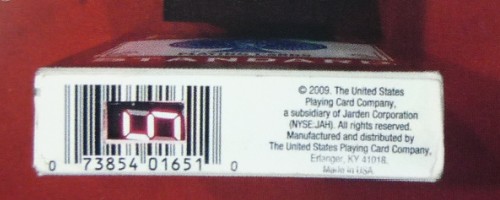 STANDARD
© 2009. The United States
Playing Card Company,
a subsidiary of Jarden Corporation
(NYSE:JAH). All rights reserved.
Manufactured and distributed by
The United States Playing Card Company,
Erlanger, KY 41018.
Made in USA
0 73854 01651 0